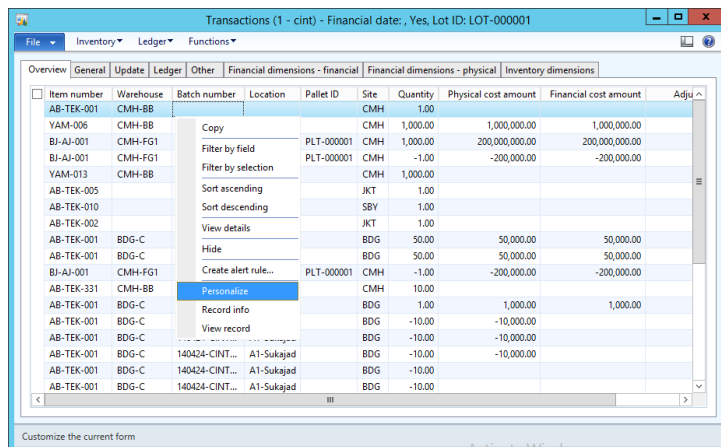 Transactions (1 - cint) - Financial date: , Yes, Lot ID: LOT-000001
File Inventory Ledger Functions
Overview General Update Ledger Other Financial dimensions - financial Financial dimensions - physical Inventory dimensions
Item number Warehouse Batch number Location Pallet ID Site Quantity Physical cost amount Financial cost amount Adju
AB-TEK-001 CMH-BB CMH 1.00
YAM-006 CMH-BB CMH 1,000.00 1,000,000.00 1,000,000.00
Copy
BJ-AJ-001 CMH-FG1 PLT-000001 CMH 1,000.00 200,000,000.00 200,000,000.00
Filter by field
BJ-AJ-001 CMH-FG1 PLT-000001 CMH -1.00 -200,000.00 -200,000.00
Filter by selection
YAM-013 CMH-BB CMH 1,000.00
Sort ascending
AB-TEK-005 JKT 1.00
Sort descending
AB-TEK-010 SBY 1.00
View details
AB-TEK-002 JKT 1.00
AB-TEK-001 BDG-C BDG 50.00 50,000.00 50,000.00
Hide
AB-TEK-001 BDG-C BDG 50.00 50,000.00 50,000.00
Create alert rule...
BJ-AJ-001 CMH-FG1 PLT-000001 CMH -1.00 -200,000.00 -200,000.00
Personalize
AB-TEK-331 CMH-BB CMH 10.00
Record info
AB-TEK-001 BDG-C BDG 1.00 1,000.00 1,000.00
View record
AB-TEK-001 BDG-C BDG -10.00 -10,000.00
AB-TEK-001 BDG-C BDG -10.00 -10,000.00
AB-TEK-001 BDG-C 140424-CINT... A1-Sukajad BDG -10.00 -10,000.00
AB-TEK-001 BDG-C 140424-CINT... A1-Sukajad BDG -10.00
AB-TEK-001 BDG-C 140424-CINT... A1-Sukajad BDG -10.00
Customize the current form